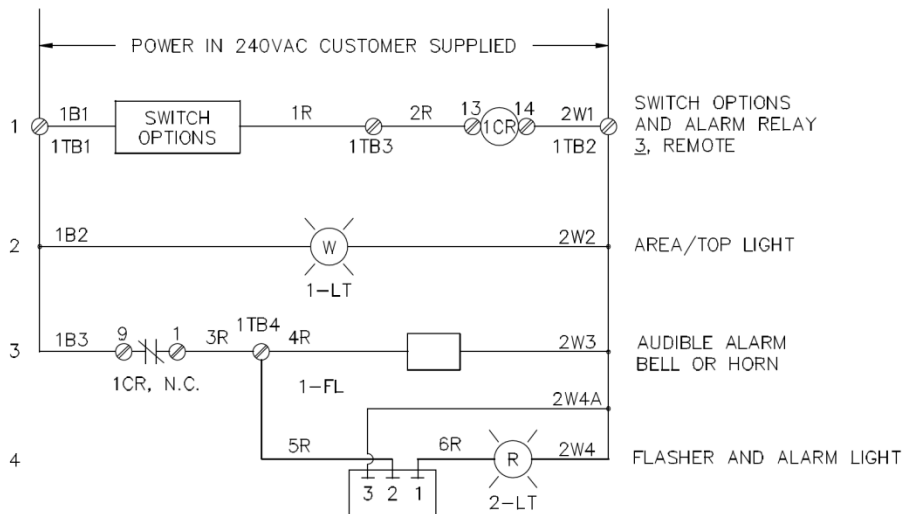 POWER IN 240VAC CUSTOMER SUPPLIED
1
1B1
1TB1
SWITCH
OPTIONS
1R
1TB3
2R
13
1CR
14
2W1
1TB2
SWITCH OPTIONS
AND ALARM RELAY
3, REMOTE
2
1B2
W
1-LT
2W2
AREA/TOP LIGHT
3
1B3
9
1
1CR, N.C.
3R
1TB4
4R
2W3
AUDIBLE ALARM
BELL OR HORN
1-FL
2W4A
4
5R
3 2 1
6R
R
2-LT
2W4
FLASHER AND ALARM LIGHT